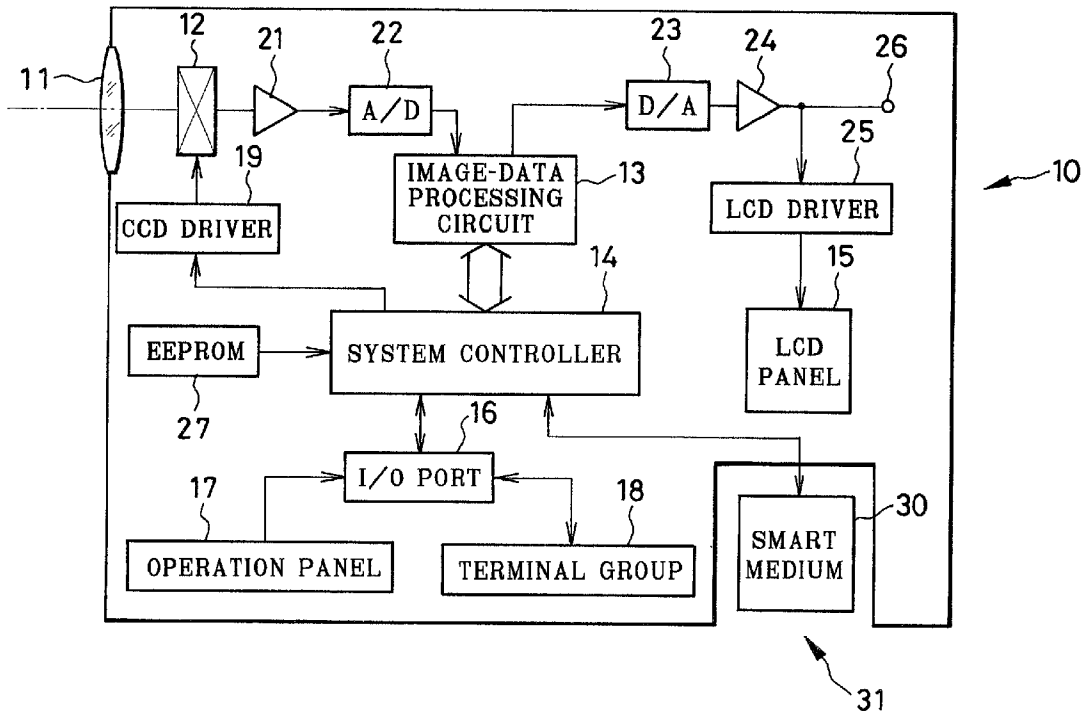 12
21
22
23
24
26
11
A/D
D/A
19
IMAGE-DATA
PROCESSING
CIRCUIT
13
25
10
CCD DRIVER
LCD DRIVER
14
15
EEPROM
SYSTEM CONTROLLER
LCD
PANEL
27
16
17
I/O PORT
18
30
OPERATION PANEL
TERMINAL GROUP
SMART
MEDIUM
31